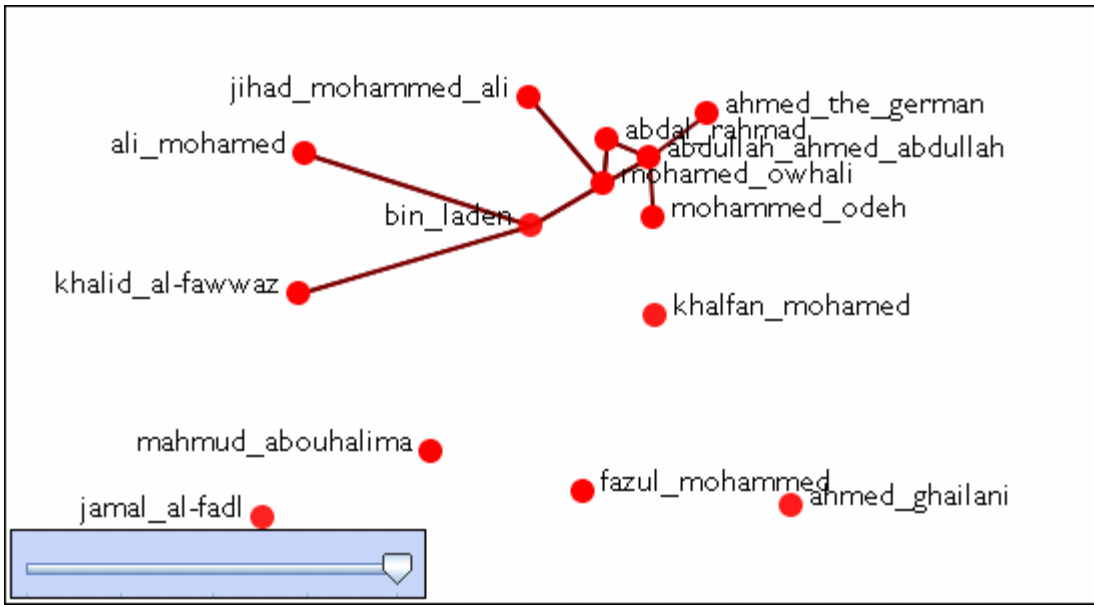 jihad_mohammed_ali
ahmed_the_german
abdal_rahmad
ali_mohamed
abdullah_ahmed_abdullah
mohamed_owhali
bin_laden
mohammed_odeh
khalid_al-fawwaz
khalfan_mohamed
mahmud_abouhalima
fazul_mohammed
ahmed_ghailani
jamal_al-fadl